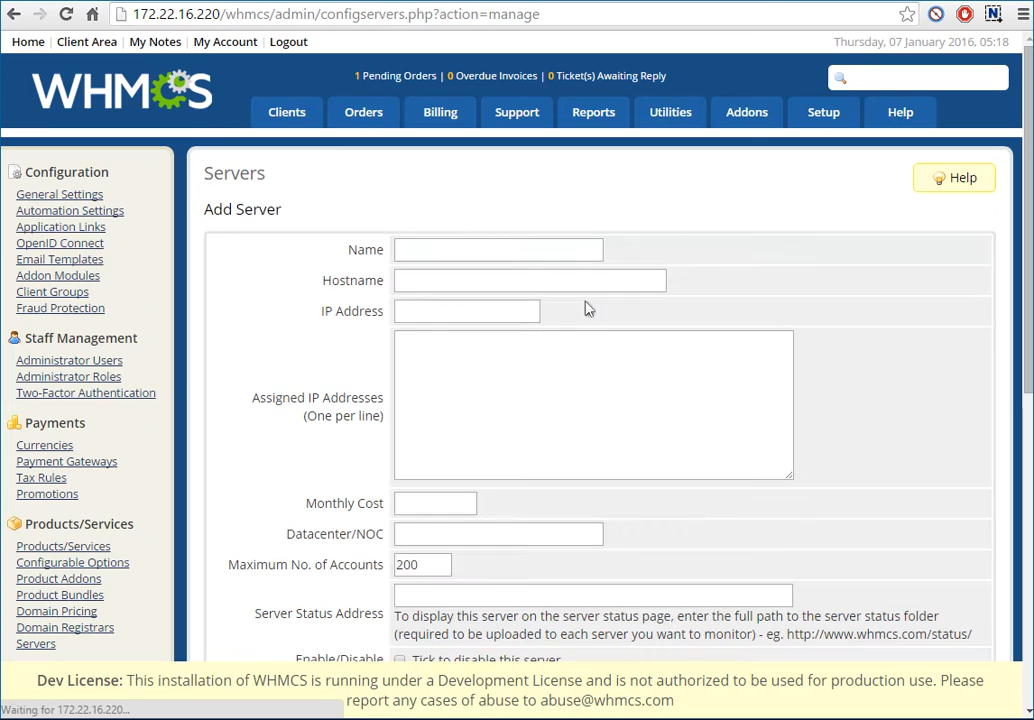 172.22.16.220/whmcs/admin/configservers.php?action=manage
Home | Client Area | My Notes | My Account | Logout
Thursday, 07 January 2016, 05:18
WHMCS
1 Pending Orders | 0 Overdue Invoices | 0 Ticket(s) Awaiting Reply
Clients Orders Billing Support Reports Utilities Addons Setup Help
Configuration
General Settings
Automation Settings
Application Links
OpenID Connect
Email Templates
Addon Modules
Client Groups
Fraud Protection
Staff Management
Administrator Users
Administrator Roles
Two-Factor Authentication
Payments
Currencies
Payment Gateways
Tax Rules
Promotions
Products/Services
Products/Services
Configurable Options
Product Addons
Product Bundles
Domain Pricing
Domain Registrars
Servers
Servers
Help
Add Server
Name
Hostname
IP Address
Assigned IP Addresses
(One per line)
Monthly Cost
Datacenter/NOC
Maximum No. of Accounts 200
Server Status Address
To display this server on the server status page, enter the full path to the server status folder
(required to be uploaded to each server you want to monitor) - eg. http://www.whmcs.com/status/
Enable/Disable Tick to disable this server
Dev License: This installation of WHMCS is running under a Development License and is not authorized to be used for production use. Please
report any cases of abuse to abuse@whmcs.com
Waiting for 172.22.16.220...